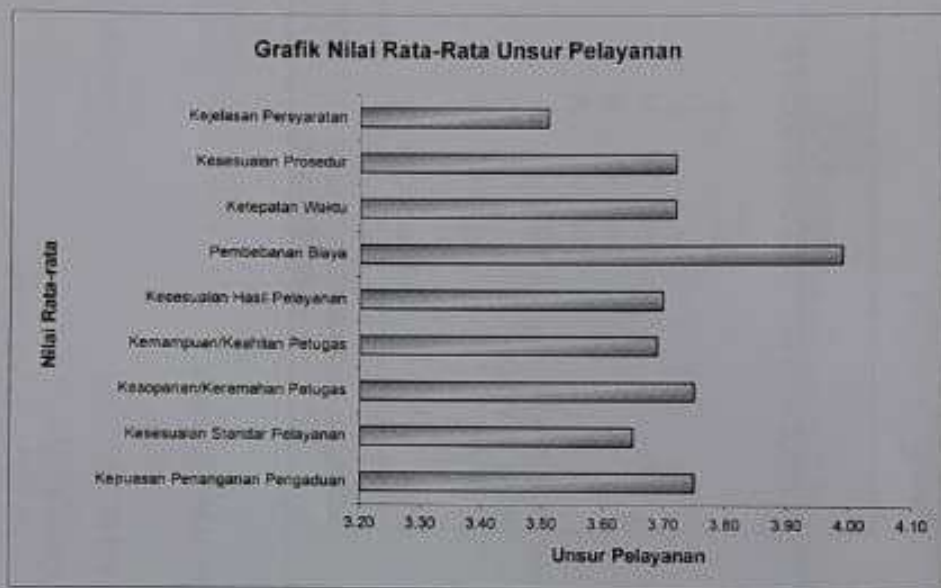 Grafik Nilai Rata-Rata Unsur Pelayanan
Kejelasan Persyaratan
Kesesuaian Prosedur
Ketepatan Waktu
Pembebanan Biaya
Kesesuaian Hasil Pelayanan
Kemampuan/Keahlian Petugas
Kesopanan/Keramahan Petugas
Kesesuaian Standar Pelayanan
Kepuasan Penanganan Pengaduan
Nilai Rata-rata
3.20 3.30 3.40 3.50 3.60 3.70 3.80 3.90 4.00 4.10
Unsur Pelayanan